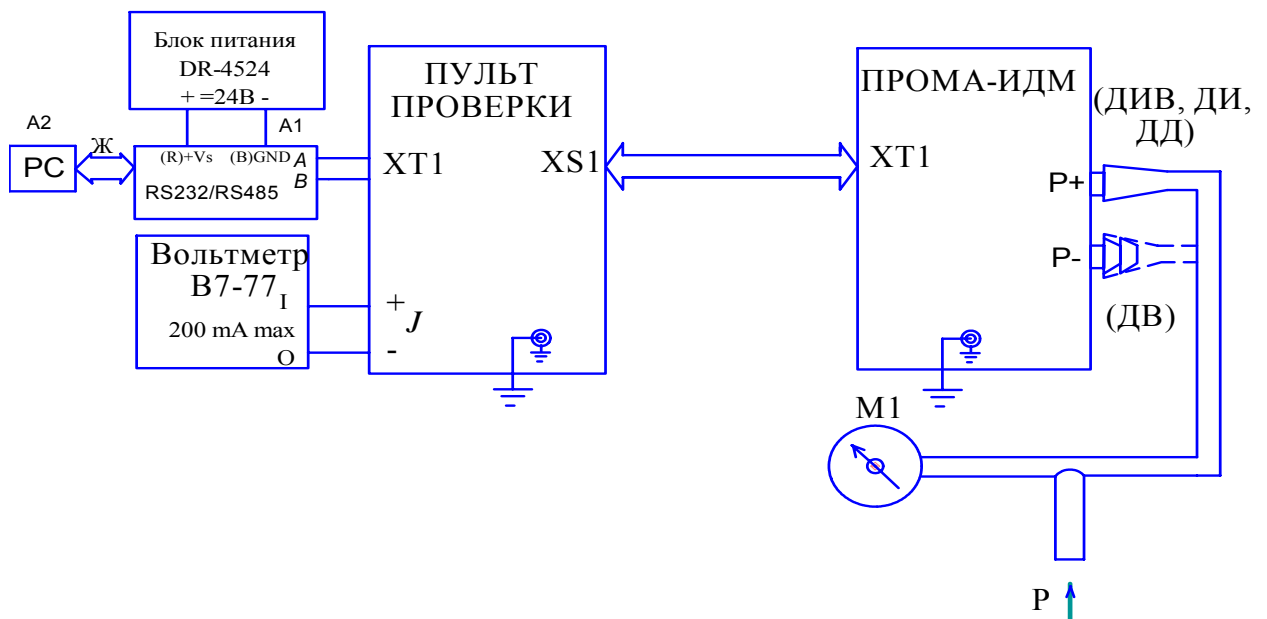 Блок питания
DR-4524
+ =24В -
А2
А1
Ж
PC
(R)+Vs (B)GND A
B
RS232/RS485
Вольтметр
В7-77
I
200 mA max
O
ПУЛЬТ
ПРОВЕРКИ
XT1
XS1
+
J
-
ПРОМА-ИДМ
XT1
P+
P-
(ДИВ, ДИ,
ДД)
(ДВ)
М1
P